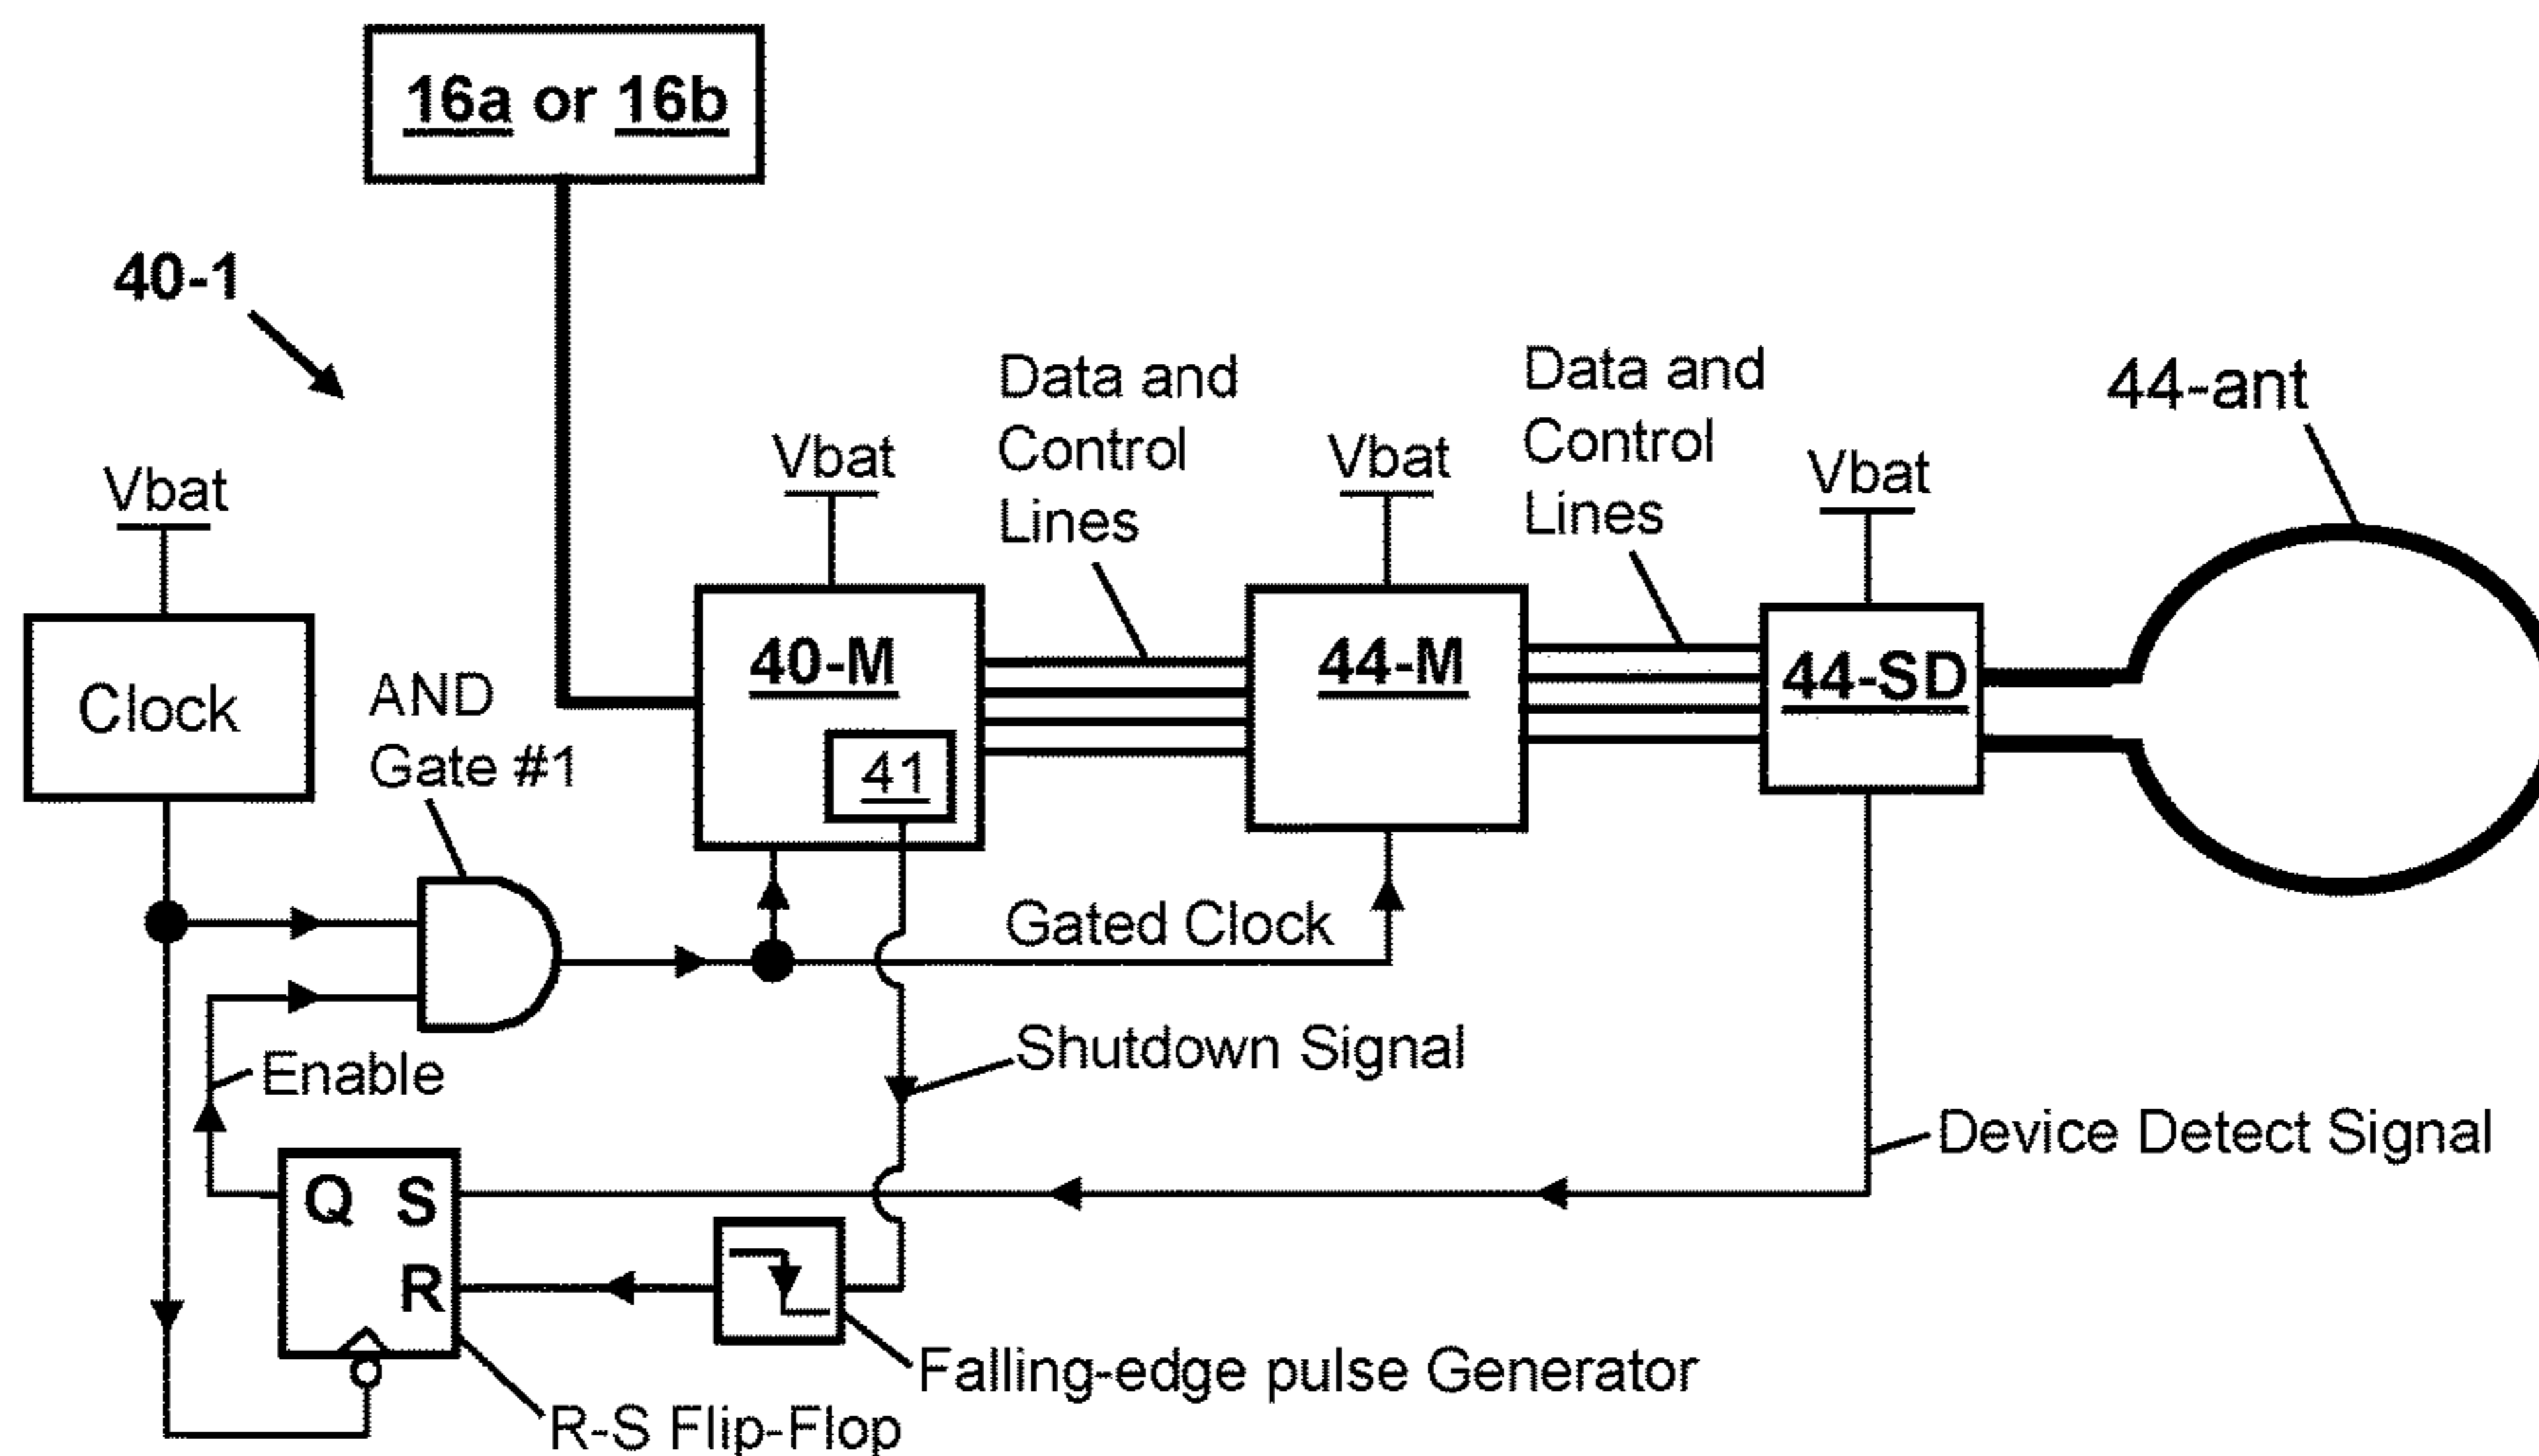 16a or 16b
40-1
Data and
Control
Lines
Data and
Control
Lines
44-ant
Vbat
Vbat
Vbat
Vbat
Clock
AND
Gate #1
40-M
41
44-M
44-SD
Gated Clock
Shutdown Signal
Enable
Device Detect Signal
Q
S
R
Falling-edge pulse Generator
R-S Flip-Flop